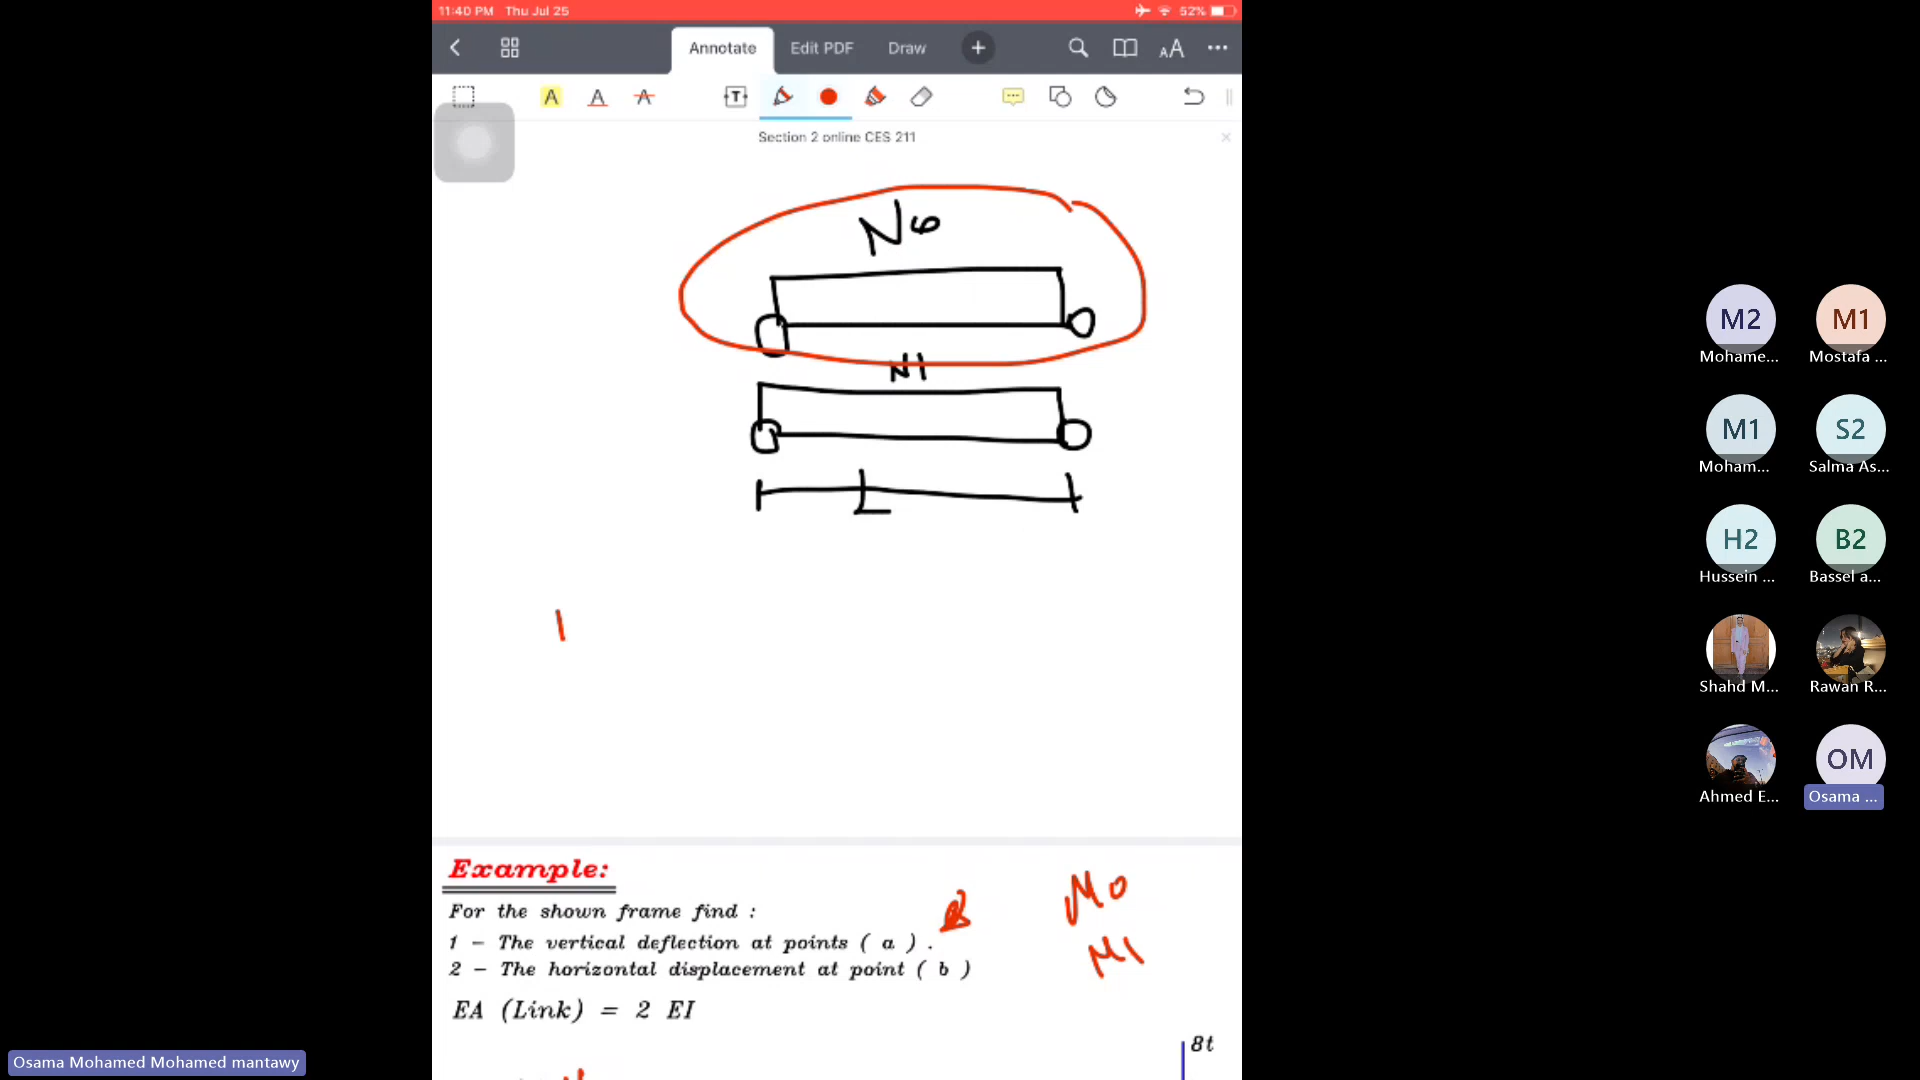 11:40 PM Thu Jul 25
52%
Annotate Edit PDF Draw
Section 2 online CES 211
No
N1
L
Example:
For the shown frame find :
1 - The vertical deflection at points ( a ) .
2 - The horizontal displacement at point ( b )
EA (Link) = 2 EI
Mo
M1
8t
M2
Mohame...
M1
Mostafa ...
M1
Moham...
S2
Salma As...
H2
Hussein ...
B2
Bassel a...
Shahd M...
Rawan R...
Ahmed E...
OM
Osama ...
Osama Mohamed Mohamed mantawy